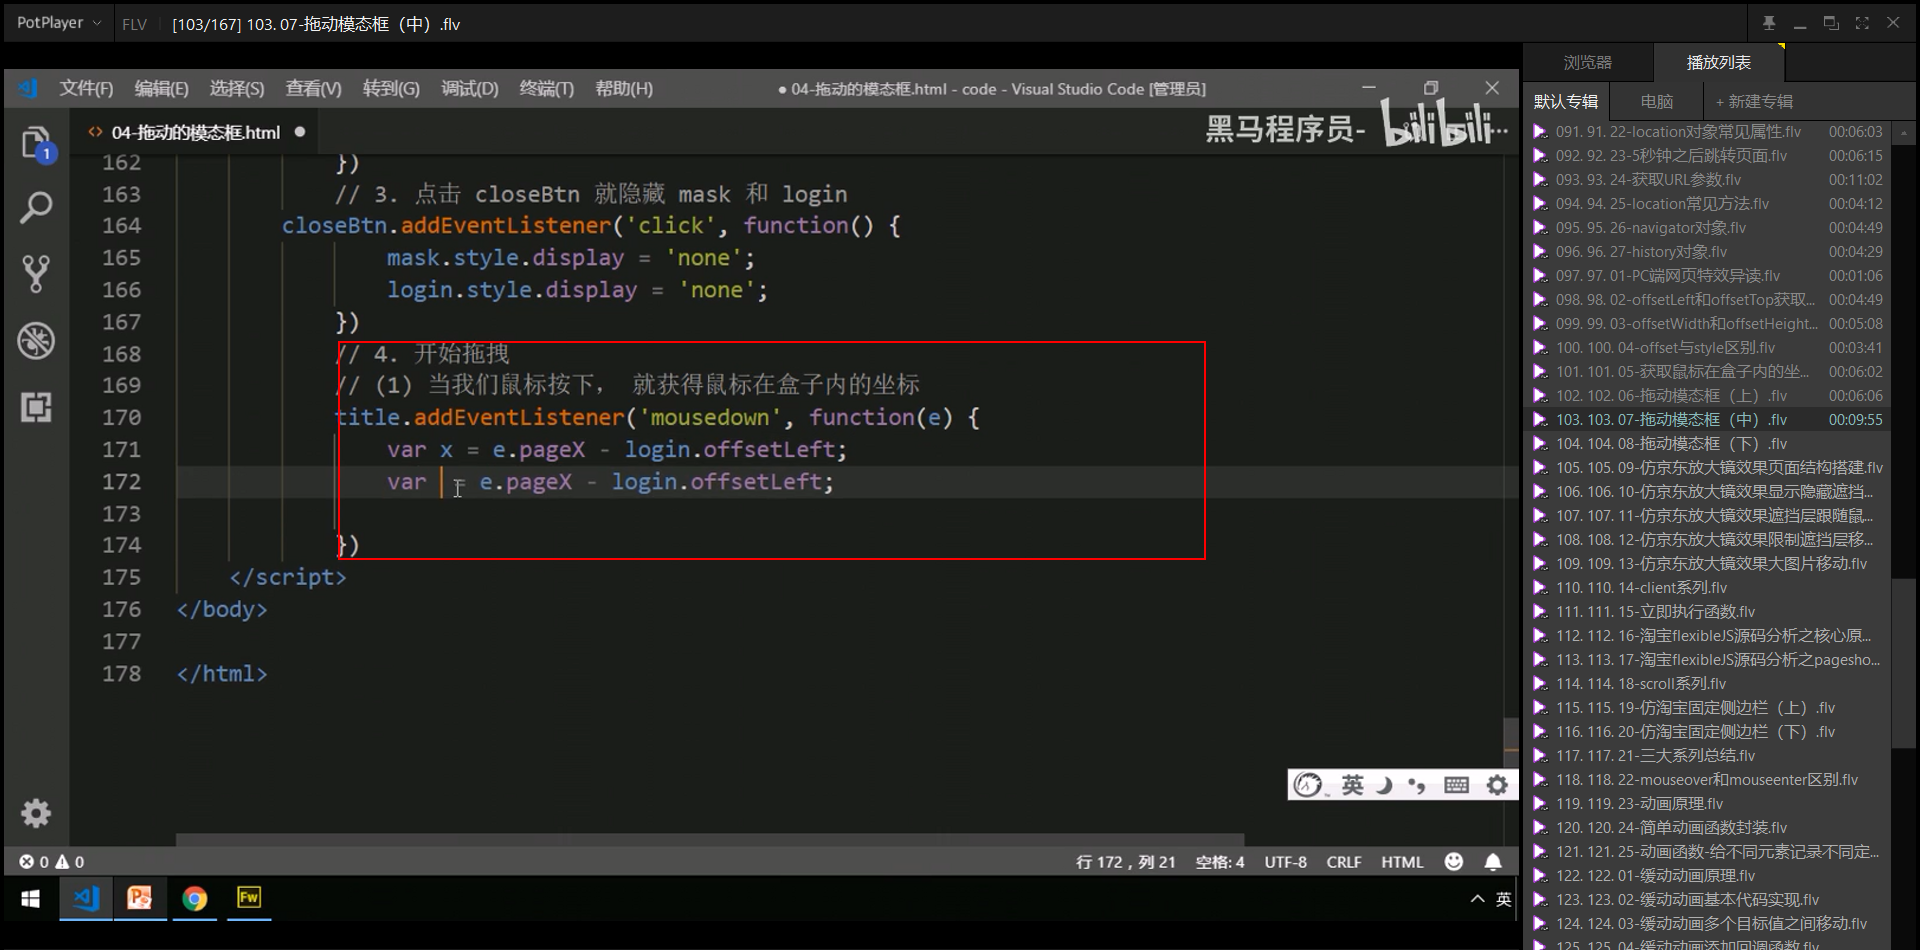 PotPlayer
FLV
[103/167] 103. 07-拖动模态框（中）.flv
文件(F) 编辑(E) 选择(S) 查看(V) 转到(G) 调试(D) 终端(T) 帮助(H)
● 04-拖动的模态框.html - code - Visual Studio Code [管理员]
<> 04-拖动的模态框.html ●
黑马程序员- bilibili
1
162 })
163 // 3. 点击 closeBtn 就隐藏 mask 和 login
164 closeBtn.addEventListener('click', function() {
165 mask.style.display = 'none';
166 login.style.display = 'none';
167 })
168 // 4. 开始拖拽
169 // (1) 当我们鼠标按下， 就获得鼠标在盒子内的坐标
170 title.addEventListener('mousedown', function(e) {
171 var x = e.pageX - login.offsetLeft;
172 var = e.pageX - login.offsetLeft;
173
174 })
175 </script>
176 </body>
177
178 </html>
英
0 0
行 172，列 21 空格: 4 UTF-8 CRLF HTML
Fw
英
浏览器 播放列表
默认专辑 电脑 + 新建专辑
091. 91. 22-location对象常见属性.flv 00:06:03
092. 92. 23-5秒钟之后跳转页面.flv 00:06:15
093. 93. 24-获取URL参数.flv 00:11:02
094. 94. 25-location常见方法.flv 00:04:12
095. 95. 26-navigator对象.flv 00:04:49
096. 96. 27-history对象.flv 00:04:29
097. 97. 01-PC端网页特效异读.flv 00:01:06
098. 98. 02-offsetLeft和offsetTop获取... 00:04:49
099. 99. 03-offsetWidth和offsetHeight... 00:05:08
100. 100. 04-offset与style区别.flv 00:03:41
101. 101. 05-获取鼠标在盒子内的坐... 00:06:02
102. 102. 06-拖动模态框（上）.flv 00:06:06
103. 103. 07-拖动模态框（中）.flv 00:09:55
104. 104. 08-拖动模态框（下）.flv
105. 105. 09-仿京东放大镜效果页面结构搭建.flv
106. 106. 10-仿京东放大镜效果显示隐藏遮挡...
107. 107. 11-仿京东放大镜效果遮挡层跟随鼠...
108. 108. 12-仿京东放大镜效果限制遮挡层移...
109. 109. 13-仿京东放大镜效果大图片移动.flv
110. 110. 14-client系列.flv
111. 111. 15-立即执行函数.flv
112. 112. 16-淘宝flexibleJS源码分析之核心原...
113. 113. 17-淘宝flexibleJS源码分析之pagesho...
114. 114. 18-scroll系列.flv
115. 115. 19-仿淘宝固定侧边栏（上）.flv
116. 116. 20-仿淘宝固定侧边栏（下）.flv
117. 117. 21-三大系列总结.flv
118. 118. 22-mouseover和mouseenter区别.flv
119. 119. 23-动画原理.flv
120. 120. 24-简单动画函数封装.flv
121. 121. 25-动画函数-给不同元素记录不同定...
122. 122. 01-缓动动画原理.flv
123. 123. 02-缓动动画基本代码实现.flv
124. 124. 03-缓动动画多个目标值之间移动.flv
125. 125. 04-缓动动画添加回调函数.flv